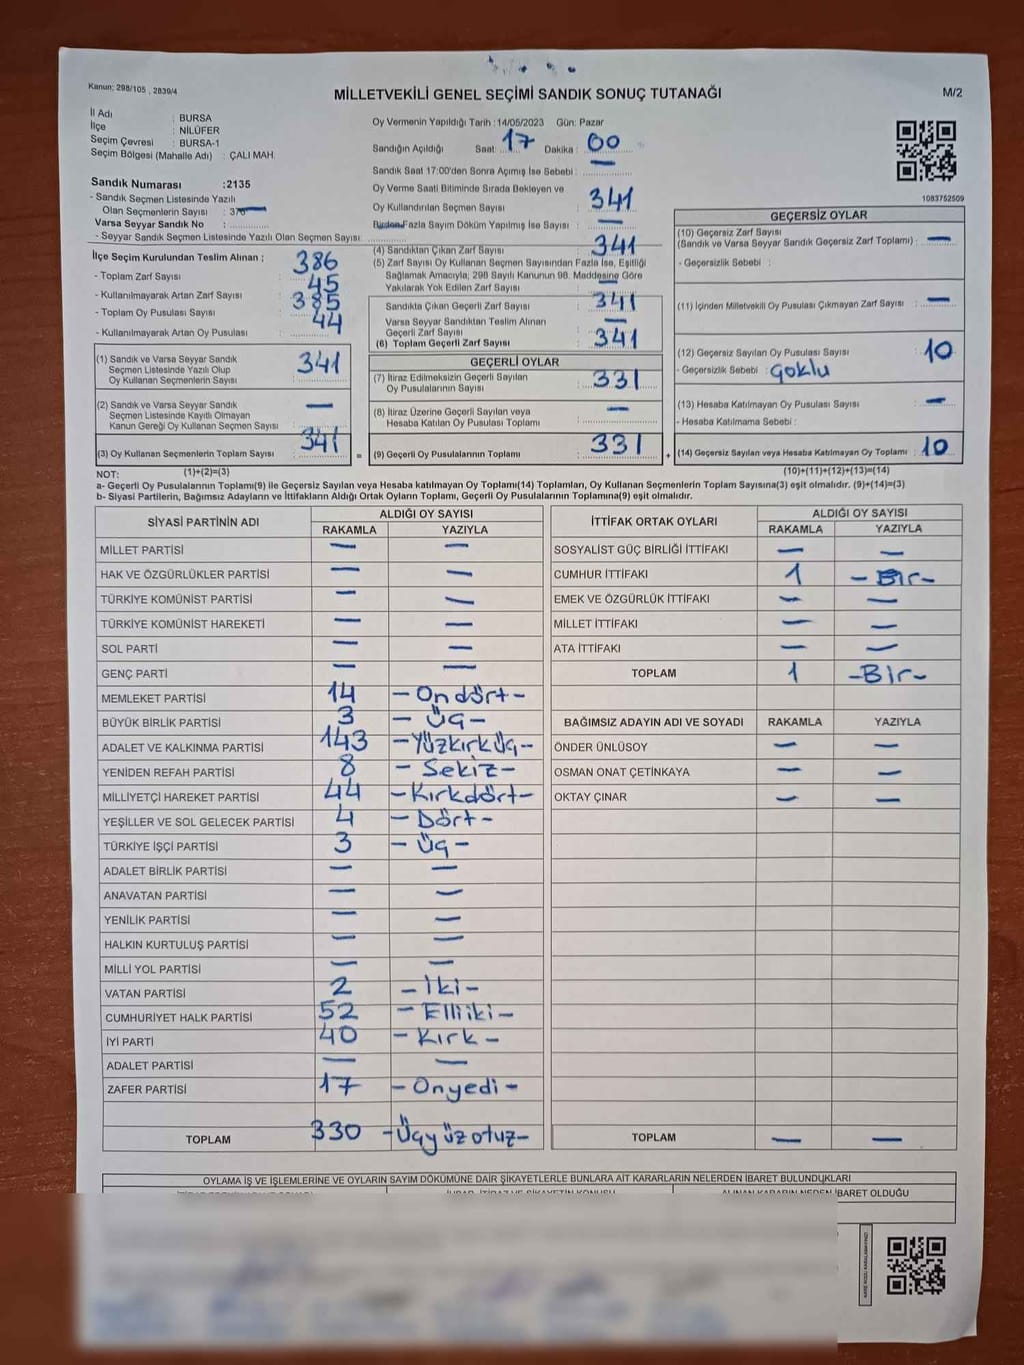 Kanun; 298/105 , 2839/4
MİLLETVEKİLİ GENEL SEÇİMİ SANDIK SONUÇ TUTANAĞI
M/2
İl Adı : BURSA
İlçe : NİLÜFER
Seçim Çevresi : BURSA-1
Seçim Bölgesi (Mahalle Adı) : ÇALI MAH.
Sandık Numarası :2135
- Sandık Seçmen Listesinde Yazılı
Olan Seçmenlerin Sayısı :
Varsa Seyyar Sandık No :
- Seyyar Sandık Seçmen Listesinde Yazılı Olan Seçmen Sayısı
İlçe Seçim Kurulundan Teslim Alınan ;
- Toplam Zarf Sayısı : 386
- Kullanılmayarak Artan Zarf Sayısı : 45
- Toplam Oy Pusulası Sayısı : 385
- Kullanılmayarak Artan Oy Pusulası : 44
(1) Sandık ve Varsa Seyyar Sandık
Seçmen Listesinde Yazılı Olup
Oy Kullanan Seçmenlerin Sayısı : 341
(2) Sandık ve Varsa Seyyar Sandık
Seçmen Listesinde Kayıtlı Olmayan
Kanun Gereği Oy Kullanan Seçmen Sayısı : —
(3) Oy Kullanan Seçmenlerin Toplam Sayısı : 341
Oy Vermenin Yapıldığı Tarih :14/05/2023 Gün: Pazar
Sandığın Açıldığı Saat: 17 Dakika : 00
Sandık Saat 17:00'den Sonra Açımış İse Sebebi : —
Oy Verme Saati Bitiminde Sırada Bekleyen ve
Oy Kullandırılan Seçmen Sayısı : 341
Birden Fazla Sayım Döküm Yapılmış İse Sayısı : —
(4) Sandıktan Çıkan Zarf Sayısı : 341
(5) Zarf Sayısı Oy Kullanan Seçmen Sayısından Fazla İse, Eşitliği
Sağlamak Amacıyla; 298 Sayılı Kanunun 98. Maddesine Göre
Yakılarak Yok Edilen Zarf Sayısı : —
Sandıkta Çıkan Geçerli Zarf Sayısı : 341
Varsa Seyyar Sandıktan Teslim Alınan
Geçerli Zarf Sayısı : —
(6) Toplam Geçerli Zarf Sayısı : 341
GEÇERLİ OYLAR
(7) İtiraz Edilmeksizin Geçerli Sayılan
Oy Pusulalarının Sayısı : 331
(8) İtiraz Üzerine Geçerli Sayılan veya
Hesaba Katılan Oy Pusulası Toplamı : —
= (9) Geçerli Oy Pusulalarının Toplamı : 331
1083752509
GEÇERSİZ OYLAR
(10) Geçersiz Zarf Sayısı
(Sandık ve Varsa Seyyar Sandık Geçersiz Zarf Toplamı) : —
- Geçersizlik Sebebi :
(11) İçinden Milletvekili Oy Pusulası Çıkmayan Zarf Sayısı : —
(12) Geçersiz Sayılan Oy Pusulası Sayısı : 10
- Geçersizlik Sebebi : çoklu
(13) Hesaba Katılmayan Oy Pusulası Sayısı : —
- Hesaba Katılmama Sebebi :
+ (14) Geçersiz Sayılan veya Hesaba Katılmayan Oy Toplamı : 10
NOT: (1)+(2)=(3) (10)+(11)+(12)+(13)=(14)
a- Geçerli Oy Pusulalarının Toplamı(9) ile Geçersiz Sayılan veya Hesaba Katılmayan Oy Toplamı(14) Toplamları, Oy Kullanan Seçmenlerin Toplam Sayısına(3) eşit olmalıdır. (9)+(14)=(3)
b- Siyasi Partilerin, Bağımsız Adayların ve İttifakların Aldığı Ortak Oyların Toplamı, Geçerli Oy Pusulalarının Toplamına(9) eşit olmalıdır.
SİYASİ PARTİNİN ADI ALDIĞI OY SAYISI
RAKAMLA YAZIYLA
MİLLET PARTİSİ — —
HAK VE ÖZGÜRLÜKLER PARTİSİ — —
TÜRKİYE KOMÜNİST PARTİSİ — —
TÜRKİYE KOMÜNİST HAREKETİ — —
SOL PARTİ — —
GENÇ PARTİ — —
MEMLEKET PARTİSİ 14 -On dört-
BÜYÜK BİRLİK PARTİSİ 3 - Üç -
ADALET VE KALKINMA PARTİSİ 143 -Yüzkırküç-
YENİDEN REFAH PARTİSİ 8 - Sekiz-
MİLLİYETÇİ HAREKET PARTİSİ 44 -Kırkdört-
YEŞİLLER VE SOL GELECEK PARTİSİ 4 - Dört-
TÜRKİYE İŞÇİ PARTİSİ 3 - Üç -
ADALET BİRLİK PARTİSİ — —
ANAVATAN PARTİSİ — —
YENİLİK PARTİSİ — —
HALKIN KURTULUŞ PARTİSİ — —
MİLLİ YOL PARTİSİ — —
VATAN PARTİSİ 2 - İki -
CUMHURİYET HALK PARTİSİ 52 - Elliiki -
İYİ PARTİ 40 - Kırk -
ADALET PARTİSİ — —
ZAFER PARTİSİ 17 - Onyedi -
TOPLAM 330 -Üçyüzotuz-
İTTİFAK ORTAK OYLARI ALDIĞI OY SAYISI
RAKAMLA YAZIYLA
SOSYALİST GÜÇ BİRLİĞİ İTTİFAKI — —
CUMHUR İTTİFAKI 1 - Bir-
EMEK VE ÖZGÜRLÜK İTTİFAKI — —
MİLLET İTTİFAKI — —
ATA İTTİFAKI — —
TOPLAM 1 -Bir-
BAĞIMSIZ ADAYIN ADI VE SOYADI RAKAMLA YAZIYLA
ÖNDER ÜNLÜSOY — —
OSMAN ONAT ÇETİNKAYA — —
OKTAY ÇINAR — —
TOPLAM — —
OYLAMA İŞ VE İŞLEMLERİNE VE OYLARIN SAYIM DÖKÜMÜNE DAİR ŞİKAYETLERLE BUNLARA AİT KARARLARIN NELERDEN İBARET BULUNDUKLARI
ALINAN KARARIN NEDEN İBARET OLDUĞU